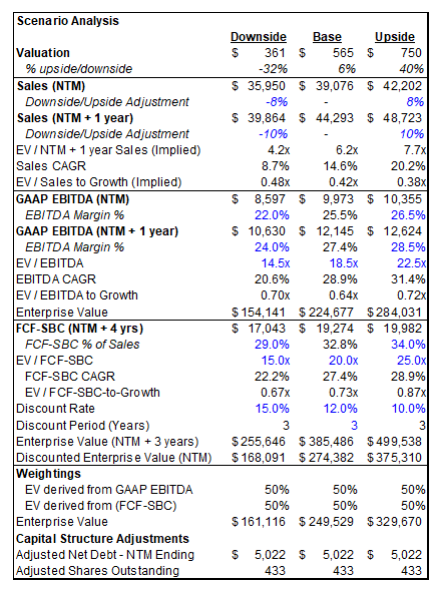 Scenario Analysis
Downside Base Upside
Valuation $ 361 $ 565 $ 750
% upside/downside -32% 6% 40%
Sales (NTM) $ 35,950 $ 39,076 $ 42,202
Downside/Upside Adjustment -8% - 8%
Sales (NTM + 1 year) $ 39,864 $ 44,293 $ 48,723
Downside/Upside Adjustment -10% - 10%
EV / NTM + 1 year Sales (Implied) 4.2x 6.2x 7.7x
Sales CAGR 8.7% 14.6% 20.2%
EV / Sales to Growth (Implied) 0.48x 0.42x 0.38x
GAAP EBITDA (NTM) $ 8,597 $ 9,973 $ 10,355
EBITDA Margin % 22.0% 25.5% 26.5%
GAAP EBITDA (NTM + 1 year) $ 10,630 $ 12,145 $ 12,624
EBITDA Margin % 24.0% 27.4% 28.5%
EV / EBITDA 14.5x 18.5x 22.5x
EBITDA CAGR 20.6% 28.9% 31.4%
EV / EBITDA to Growth 0.70x 0.64x 0.72x
Enterprise Value $ 154,141 $ 224,677 $ 284,031
FCF-SBC (NTM + 4 yrs) $ 17,043 $ 19,274 $ 19,982
FCF-SBC % of Sales 29.0% 32.8% 34.0%
EV / FCF-SBC 15.0x 20.0x 25.0x
FCF-SBC CAGR 22.2% 27.4% 28.9%
EV / FCF-SBC-to-Growth 0.67x 0.73x 0.87x
Discount Rate 15.0% 12.0% 10.0%
Discount Period (Years) 3 3 3
Enterprise Value (NTM + 3 years) $ 255,646 $ 385,486 $ 499,538
Discounted Enterprise Value (NTM) $ 168,091 $ 274,382 $ 375,310
Weightings
EV derived from GAAP EBITDA 50% 50% 50%
EV derived from (FCF-SBC) 50% 50% 50%
Enterprise Value $ 161,116 $ 249,529 $ 329,670
Capital Structure Adjustments
Adjusted Net Debt - NTM Ending $ 5,022 $ 5,022 $ 5,022
Adjusted Shares Outstanding 433 433 433